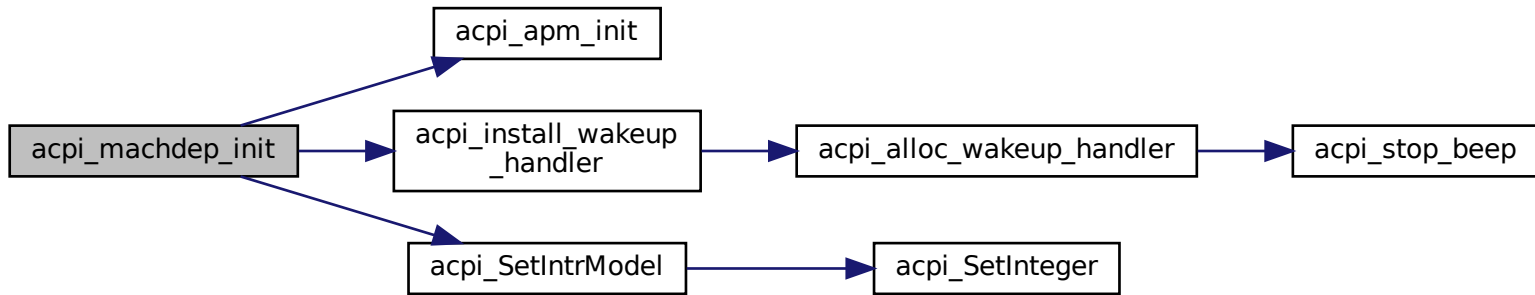 acpi_apm_init
acpi_machdep_init
acpi_install_wakeup
_handler
acpi_alloc_wakeup_handler
acpi_stop_beep
acpi_SetIntrModel
acpi_SetInteger